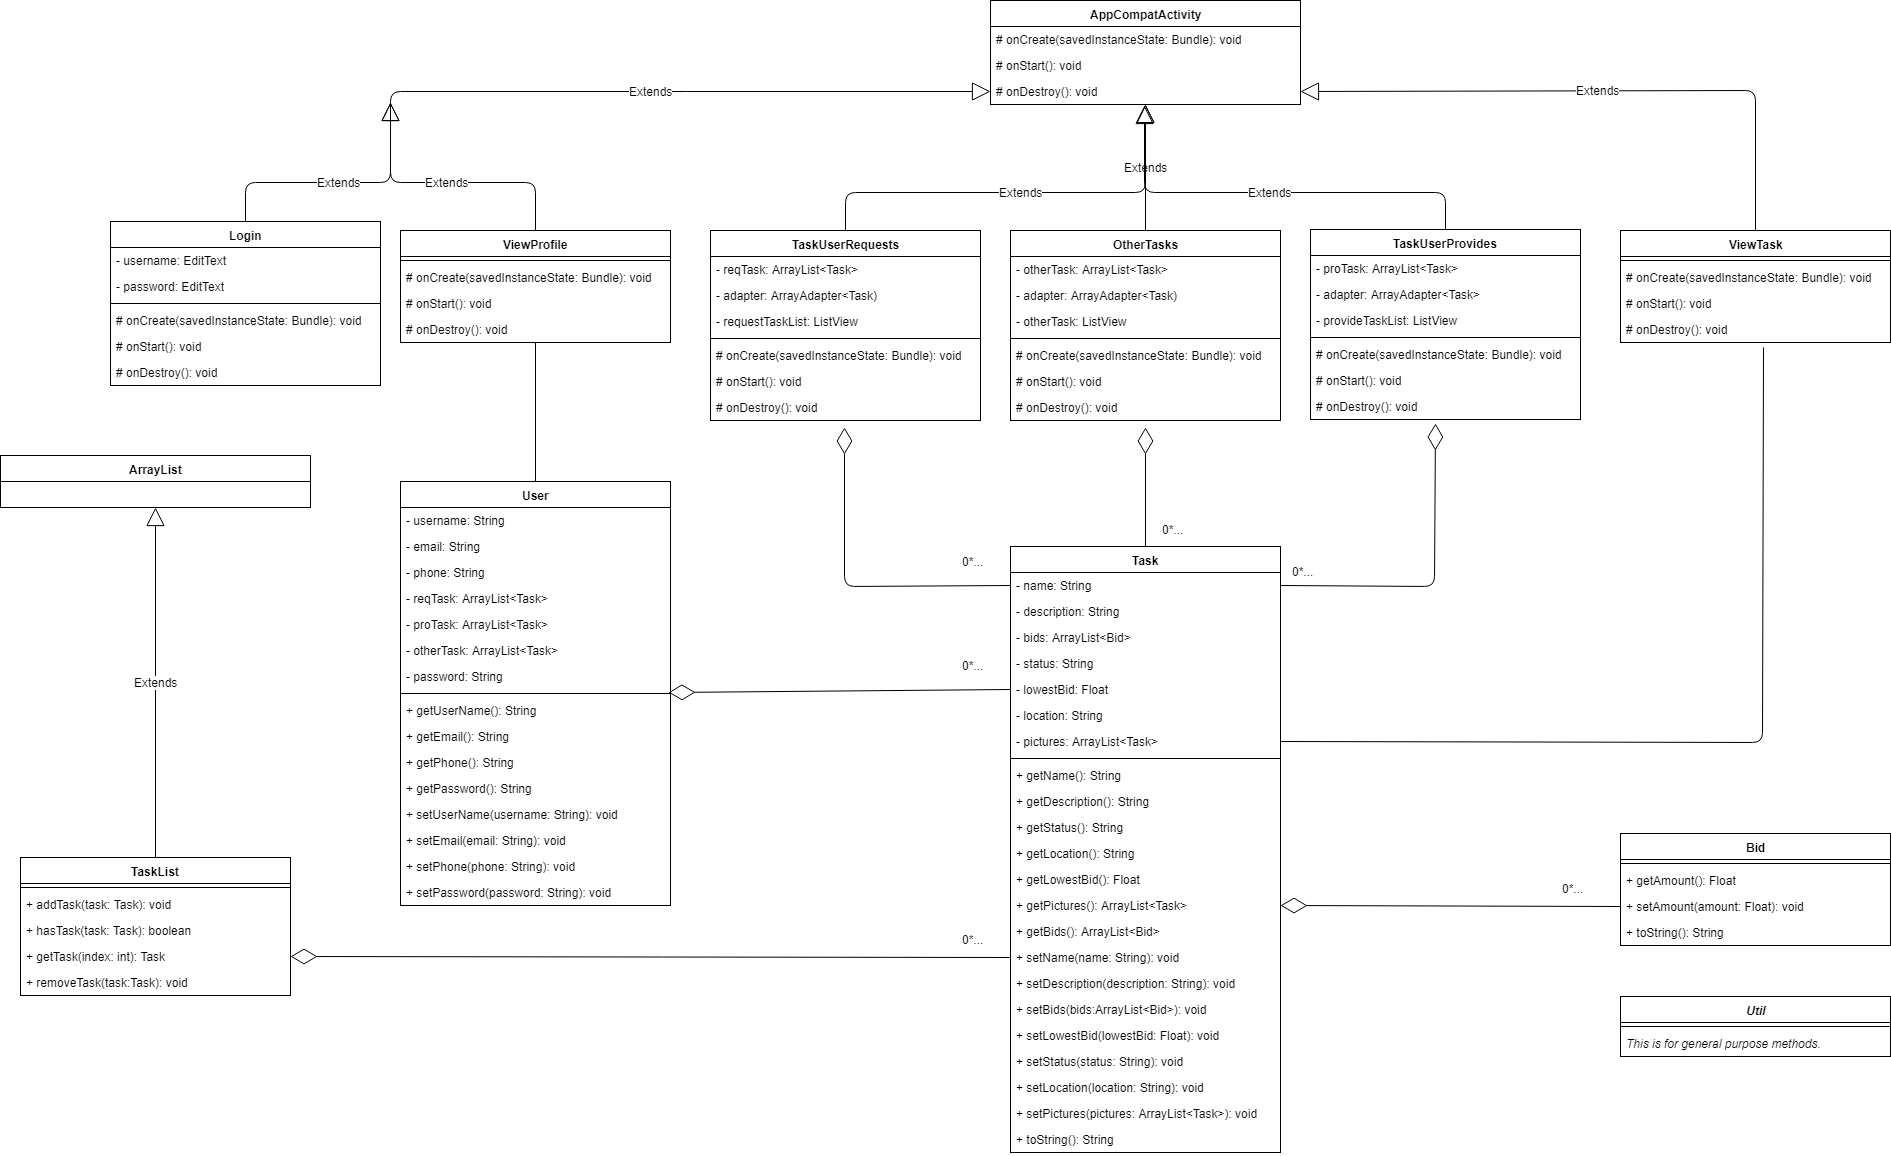 AppCompatActivity
# onCreate(savedInstanceState: Bundle): void
# onStart(): void
# onDestroy(): void
Extends
Extends
Extends
Extends
Extends
Extends
Extends
Login
- username: EditText
- password: EditText
# onCreate(savedInstanceState: Bundle): void
# onStart(): void
# onDestroy(): void
ViewProfile
# onCreate(savedInstanceState: Bundle): void
# onStart(): void
# onDestroy(): void
TaskUserRequests
- reqTask: ArrayList<Task>
- adapter: ArrayAdapter<Task)
- requestTaskList: ListView
# onCreate(savedInstanceState: Bundle): void
# onStart(): void
# onDestroy(): void
OtherTasks
- otherTask: ArrayList<Task>
- adapter: ArrayAdapter<Task)
- otherTask: ListView
# onCreate(savedInstanceState: Bundle): void
# onStart(): void
# onDestroy(): void
TaskUserProvides
- proTask: ArrayList<Task>
- adapter: ArrayAdapter<Task>
- provideTaskList: ListView
# onCreate(savedInstanceState: Bundle): void
# onStart(): void
# onDestroy(): void
ViewTask
# onCreate(savedInstanceState: Bundle): void
# onStart(): void
# onDestroy(): void
ArrayList
Extends
User
- username: String
- email: String
- phone: String
- reqTask: ArrayList<Task>
- proTask: ArrayList<Task>
- otherTask: ArrayList<Task>
- password: String
+ getUserName(): String
+ getEmail(): String
+ getPhone(): String
+ getPassword(): String
+ setUserName(username: String): void
+ setEmail(email: String): void
+ setPhone(phone: String): void
+ setPassword(password: String): void
0*...
0*...
0*...
0*...
0*...
0*...
Task
- name: String
- description: String
- bids: ArrayList<Bid>
- status: String
- lowestBid: Float
- location: String
- pictures: ArrayList<Task>
+ getName(): String
+ getDescription(): String
+ getStatus(): String
+ getLocation(): String
+ getLowestBid(): Float
+ getPictures(): ArrayList<Task>
+ getBids(): ArrayList<Bid>
+ setName(name: String): void
+ setDescription(description: String): void
+ setBids(bids:ArrayList<Bid>): void
+ setLowestBid(lowestBid: Float): void
+ setStatus(status: String): void
+ setLocation(location: String): void
+ setPictures(pictures: ArrayList<Task>): void
+ toString(): String
TaskList
+ addTask(task: Task): void
+ hasTask(task: Task): boolean
+ getTask(index: int): Task
+ removeTask(task:Task): void
Bid
+ getAmount(): Float
+ setAmount(amount: Float): void
+ toString(): String
Util
This is for general purpose methods.